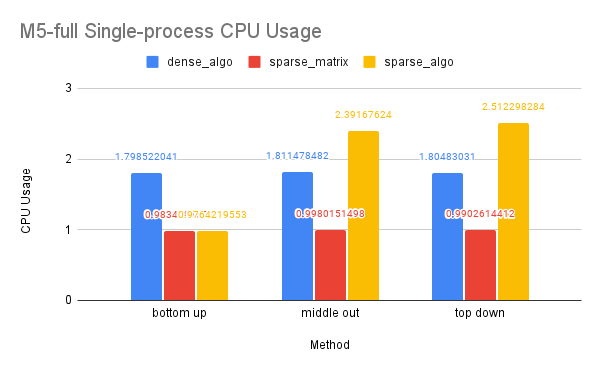 M5-full Single-process CPU Usage
dense_algo sparse_matrix sparse_algo
CPU Usage
3
2
1
0
1.798522041
1.811478482
2.39167624
1.80483031
2.512298284
0.9980151498
0.9902614412
bottom up middle out top down
Method